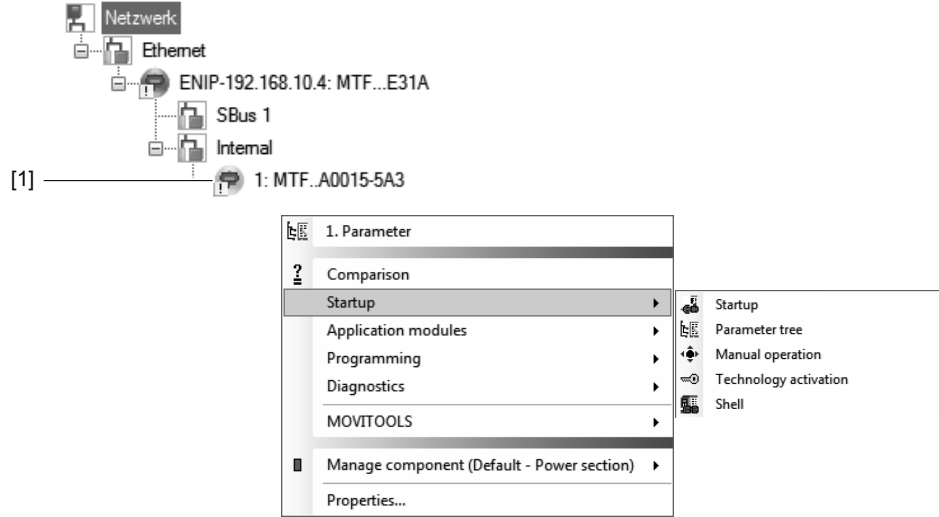 Netzwerk
Ethernet
ENIP-192.168.10.4: MTF...E31A
SBus 1
Internal
[1]
1: MTF..A0015-5A3
1. Parameter
Comparison
Startup
Application modules
Programming
Diagnostics
MOVITOOLS
Manage component (Default - Power section)
Properties...
Startup
Parameter tree
Manual operation
Technology activation
Shell